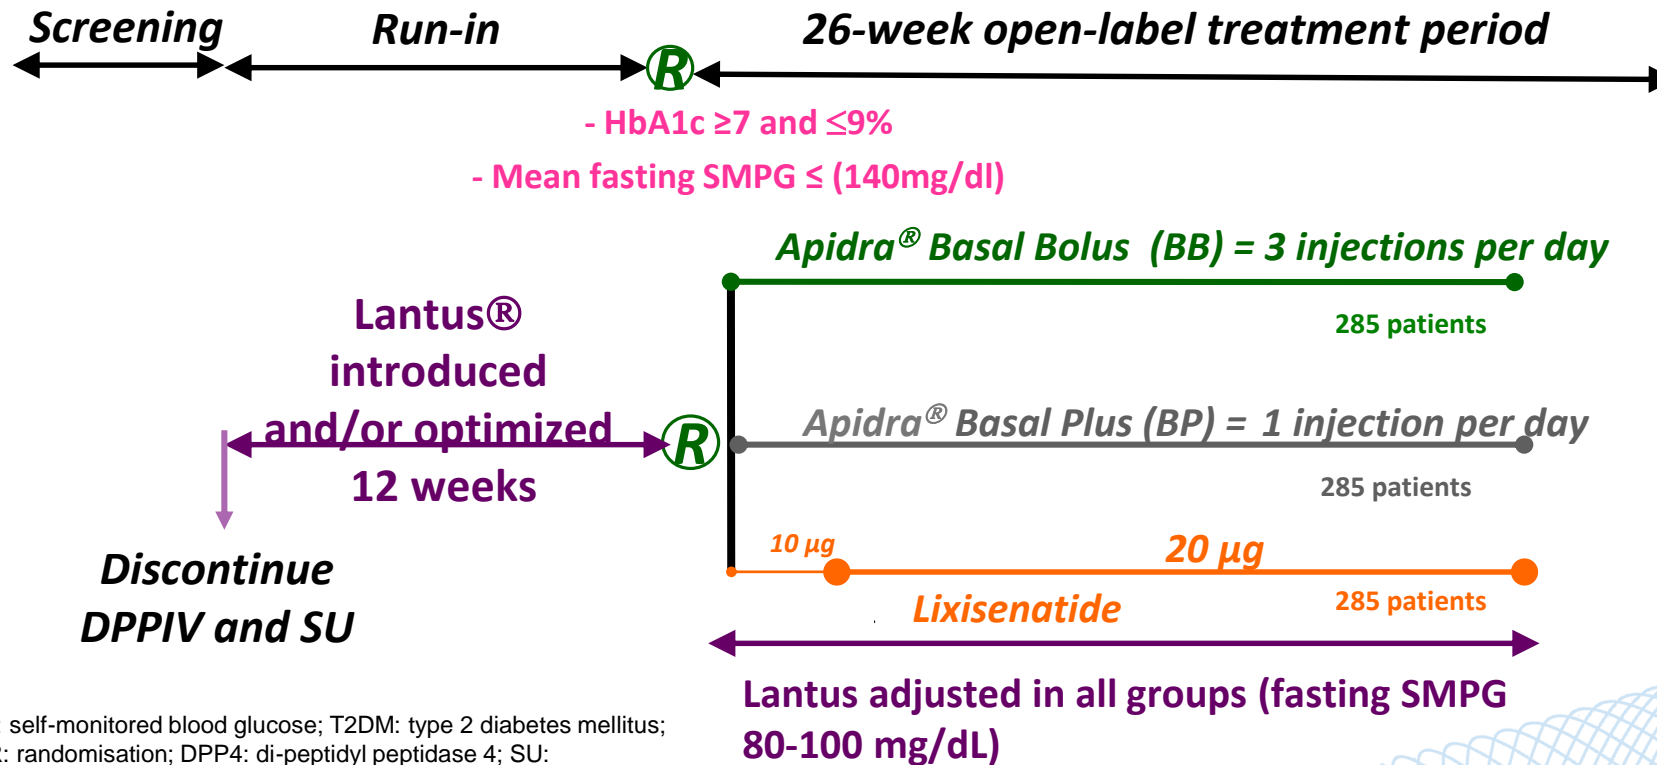 Screening
Run-in
26-week open-label treatment period
R
- HbA1c ≥7 and ≤9%
- Mean fasting SMPG ≤ (140mg/dl)
Apidra® Basal Bolus (BB) = 3 injections per day
285 patients
Lantus®
introduced
and/or optimized
12 weeks
R
Apidra® Basal Plus (BP) = 1 injection per day
285 patients
10 µg
20 µg
Lixisenatide
285 patients
Discontinue
DPPIV and SU
Lantus adjusted in all groups (fasting SMPG
80-100 mg/dL)
: self-monitored blood glucose; T2DM: type 2 diabetes mellitus;
R: randomisation; DPP4: di-peptidyl peptidase 4; SU: